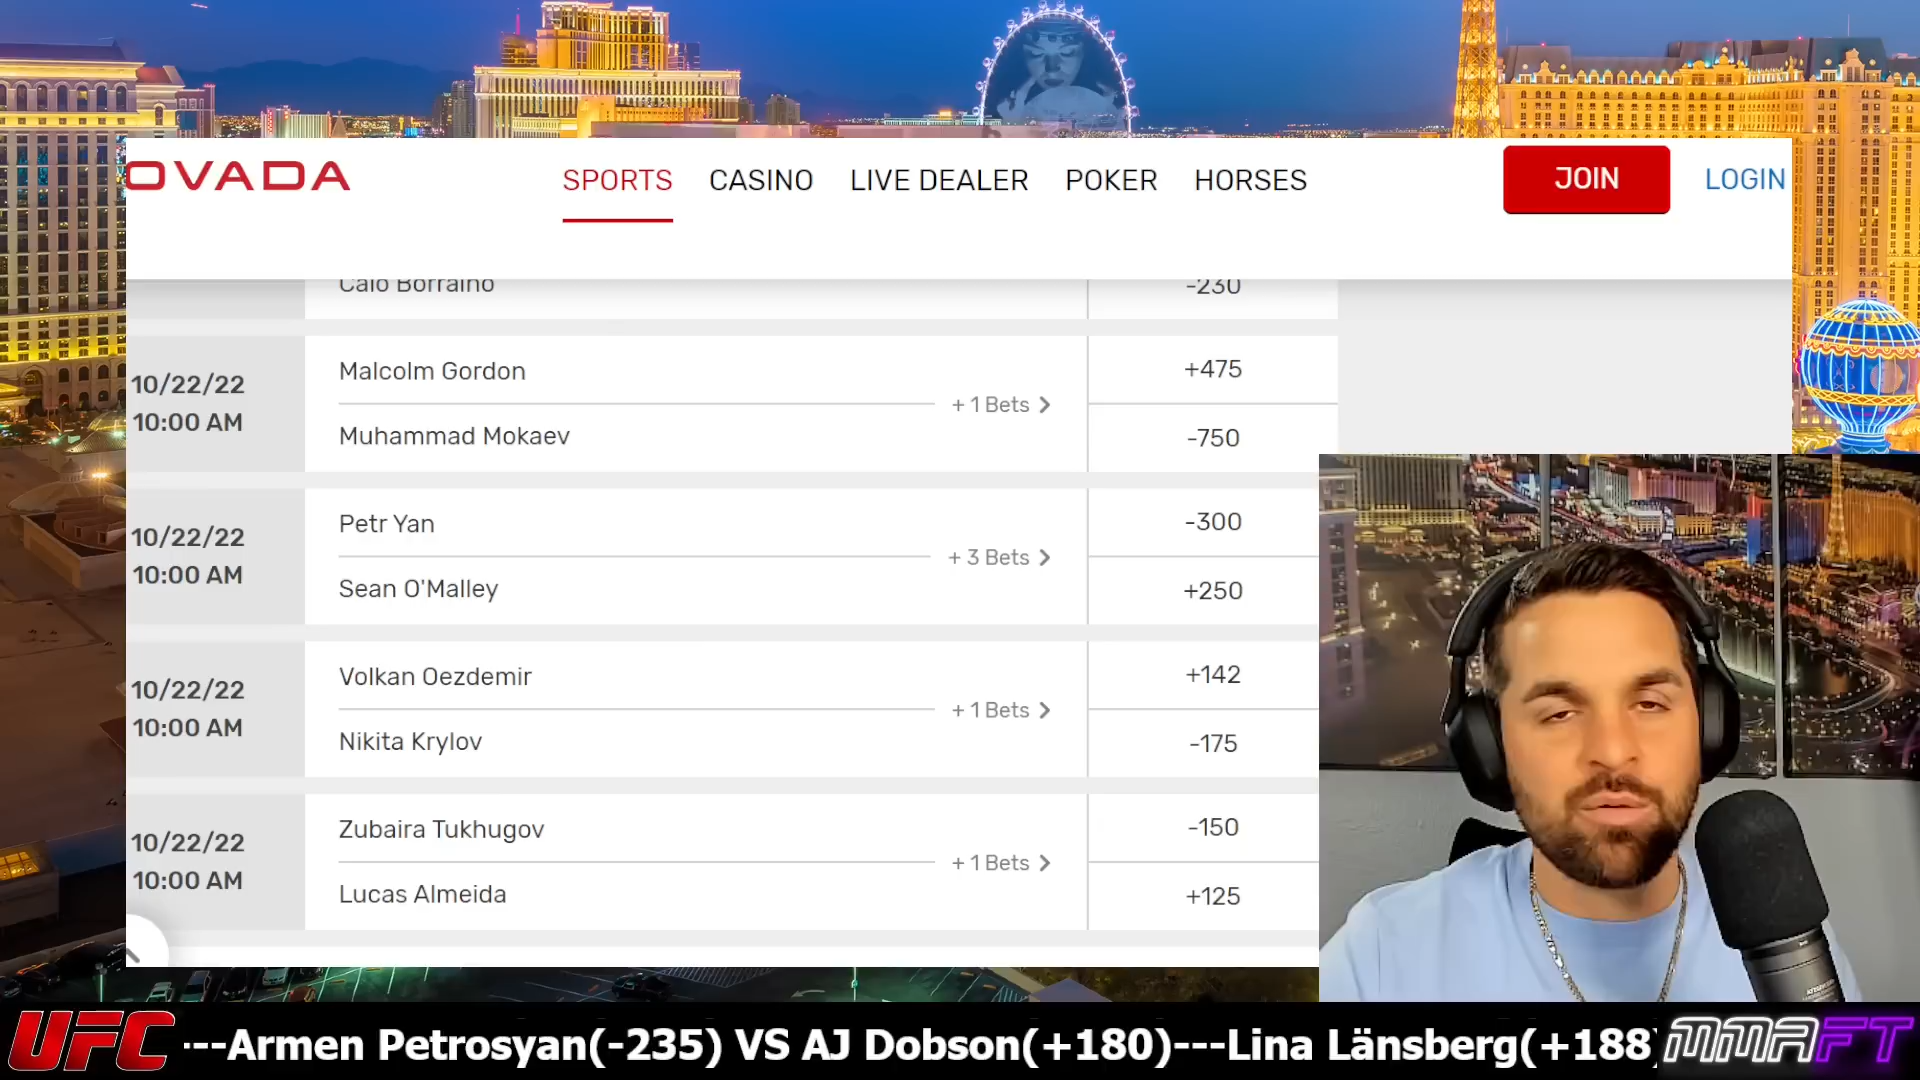 OVADA
SPORTS CASINO LIVE DEALER POKER HORSES JOIN LOGIN
Caio Borralho -230
10/22/22
10:00 AM
Malcolm Gordon +475
+ 1 Bets
Muhammad Mokaev -750
10/22/22
10:00 AM
Petr Yan -300
+ 3 Bets
Sean O'Malley +250
10/22/22
10:00 AM
Volkan Oezdemir +142
+ 1 Bets
Nikita Krylov -175
10/22/22
10:00 AM
Zubaira Tukhugov -150
+ 1 Bets
Lucas Almeida +125
UFC ---Armen Petrosyan(-235) VS AJ Dobson(+180)---Lina Länsberg(+188) MMAFT